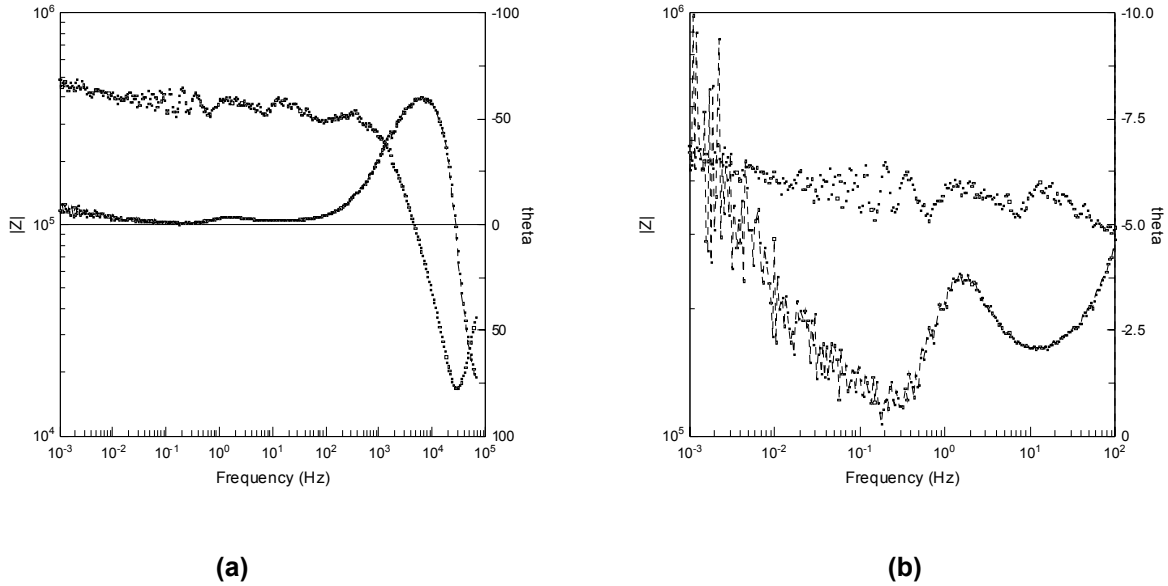 10^6 -100 10^6 -10.0
-50 -7.5
|Z| 10^5 0 theta |Z| -5.0 theta
50 -2.5
10^4 100 10^5 0
10^-3 10^-2 10^-1 10^0 10^1 10^2 10^3 10^4 10^5 10^-3 10^-2 10^-1 10^0 10^1 10^2
Frequency (Hz) Frequency (Hz)
(a) (b)